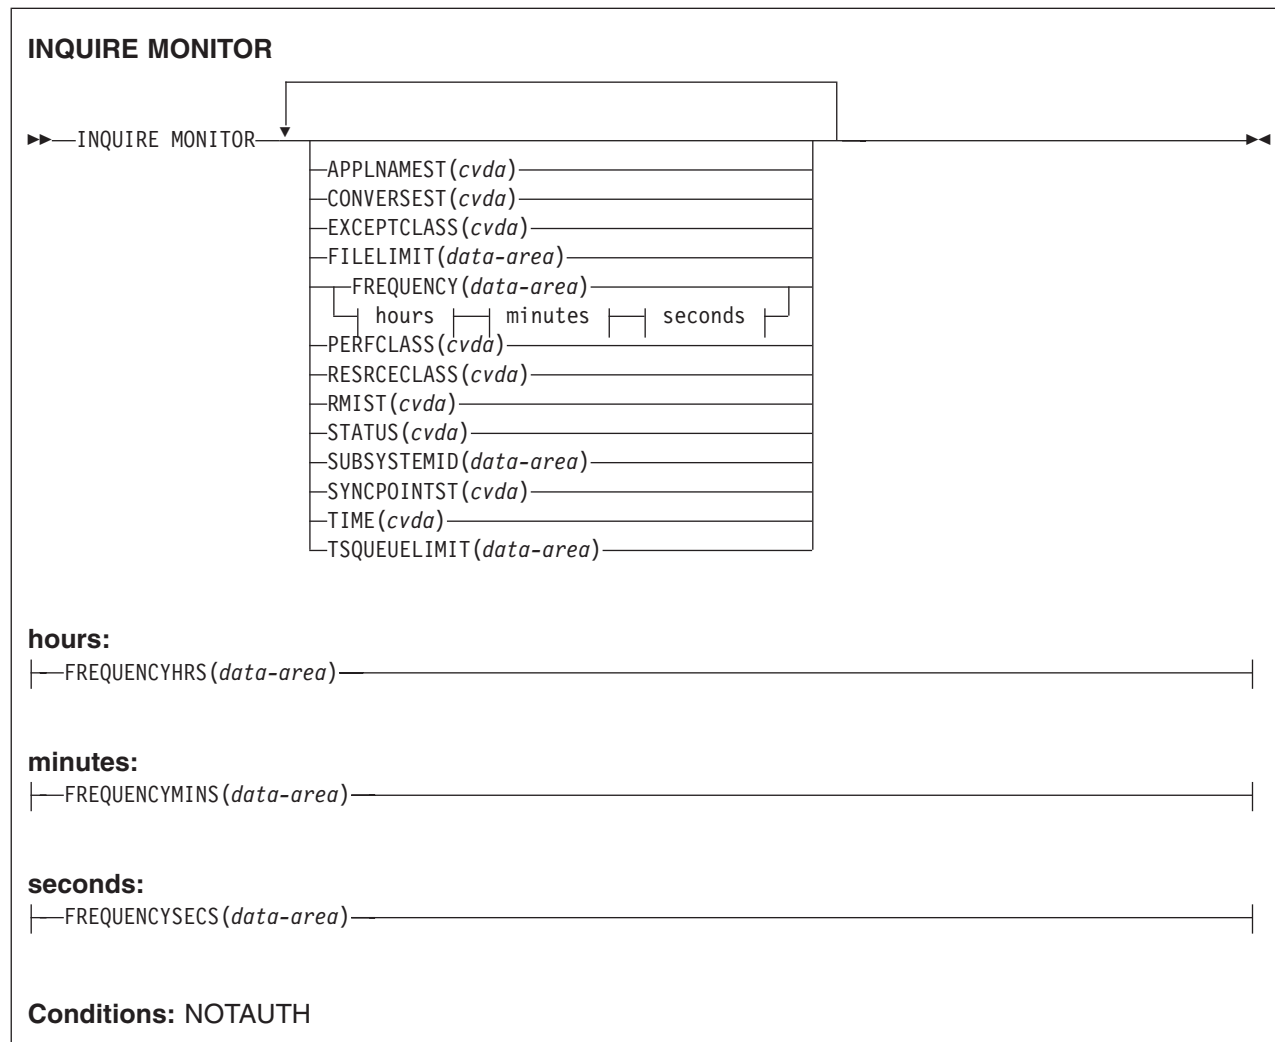 INQUIRE MONITOR
INQUIRE MONITOR
APPLNAMEST(cvda)
CONVERSEST(cvda)
EXCEPTCLASS(cvda)
FILELIMIT(data-area)
FREQUENCY(data-area)
hours minutes seconds
PERFCLASS(cvda)
RESRCECLASS(cvda)
RMIST(cvda)
STATUS(cvda)
SUBSYSTEMID(data-area)
SYNCPOINTST(cvda)
TIME(cvda)
TSQUEUELIMIT(data-area)
hours:
FREQUENCYHRS(data-area)
minutes:
FREQUENCYMINS(data-area)
seconds:
FREQUENCYSECS(data-area)
Conditions: NOTAUTH